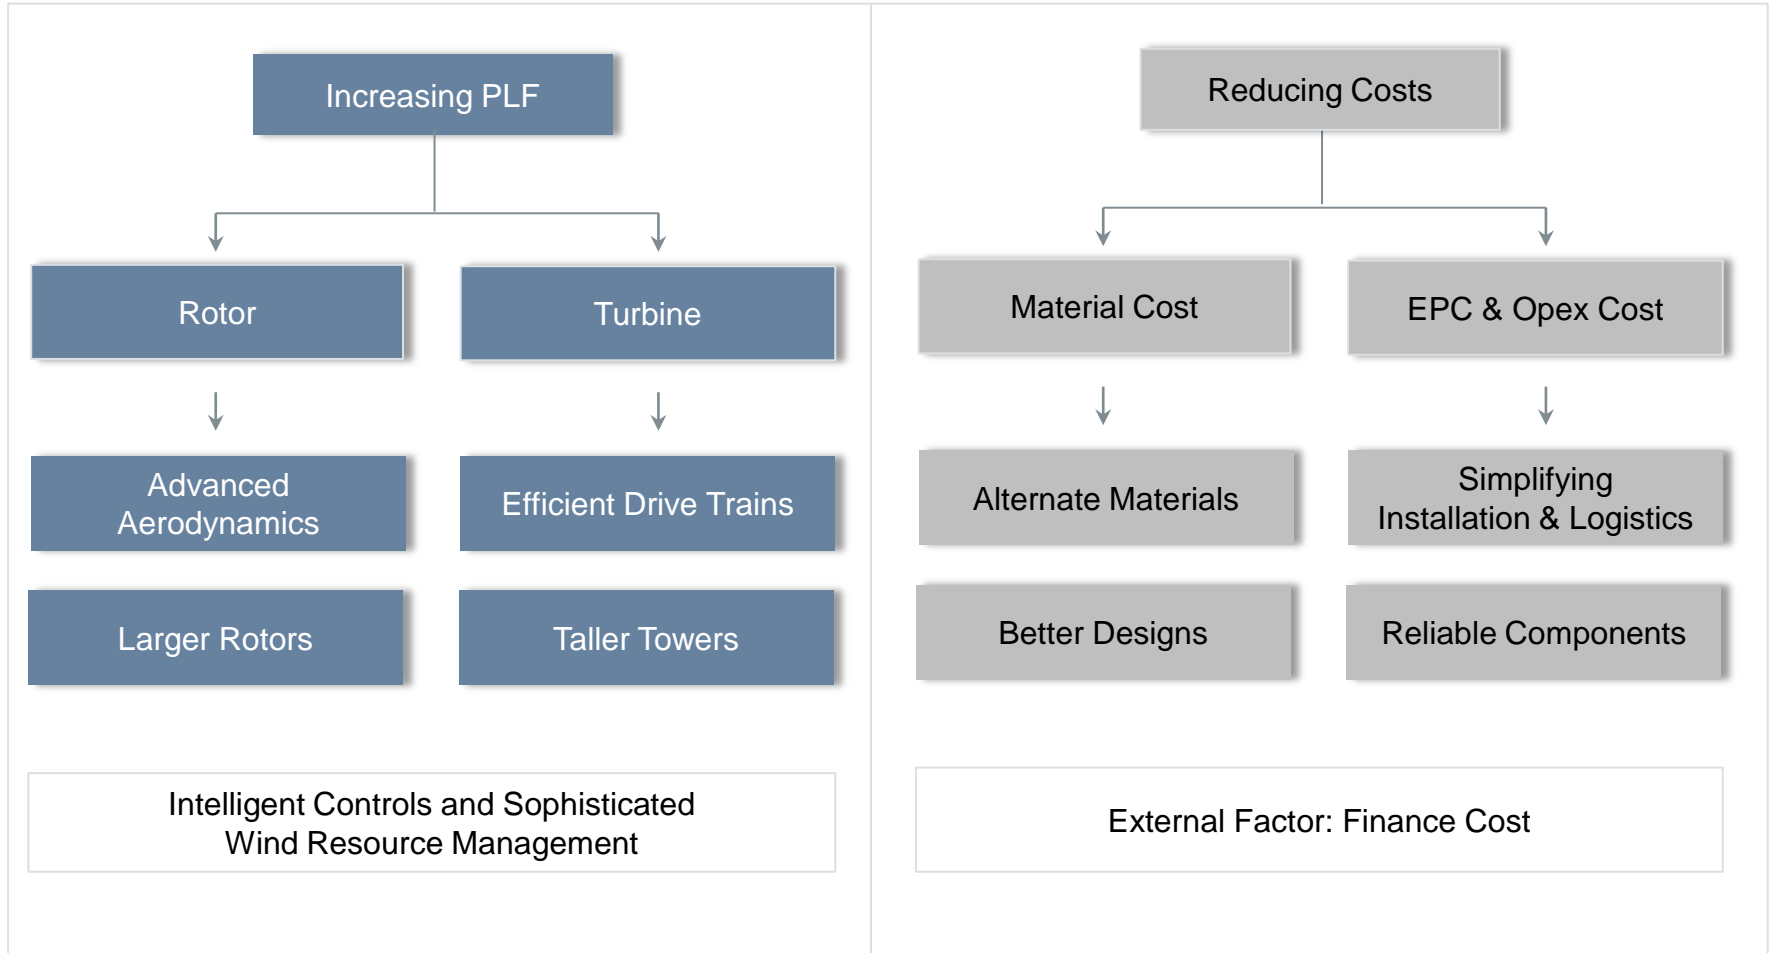 Increasing PLF
Rotor
Turbine
Advanced
Aerodynamics
Efficient Drive Trains
Larger Rotors
Taller Towers
Intelligent Controls and Sophisticated
Wind Resource Management
Reducing Costs
Material Cost
EPC & Opex Cost
Alternate Materials
Simplifying
Installation & Logistics
Better Designs
Reliable Components
External Factor: Finance Cost